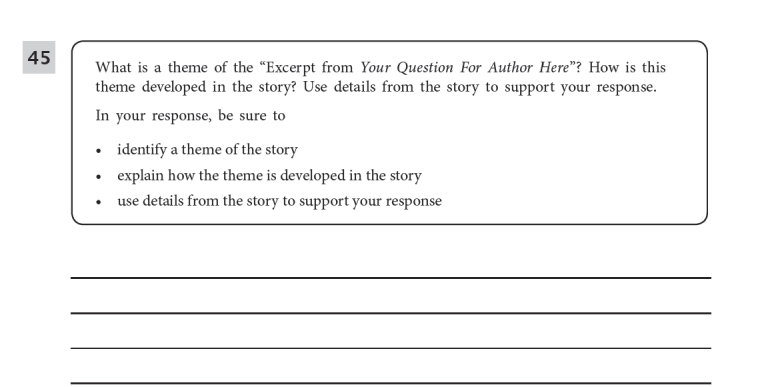 45
What is a theme of the “Excerpt from Your Question For Author Here”? How is this
theme developed in the story? Use details from the story to support your response.
In your response, be sure to
• identify a theme of the story
• explain how the theme is developed in the story
• use details from the story to support your response